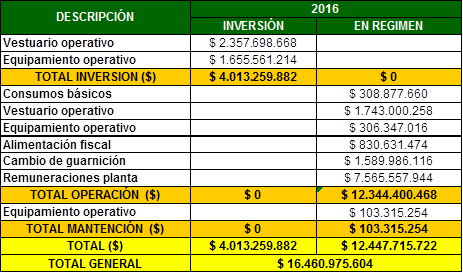 DESCRIPCIÓN 2016
INVERSIÓN EN REGIMEN
Vestuario operativo $ 2.357.698.668
Equipamiento operativo $ 1.655.561.214
TOTAL INVERSION ($) $ 4.013.259.882 $ 0
Consumos básicos $ 308.877.660
Vestuario operativo $ 1.743.000.258
Equipamiento operativo $ 306.347.016
Alimentación fiscal $ 830.631.474
Cambio de guarnición $ 1.589.986.116
Remuneraciones planta $ 7.565.557.944
TOTAL OPERACIÓN ($) $ 0 $ 12.344.400.468
Equipamiento operativo $ 103.315.254
TOTAL MANTENCIÓN ($) $ 0 $ 103.315.254
TOTAL ($) $ 4.013.259.882 $ 12.447.715.722
TOTAL GENERAL $ 16.460.975.604